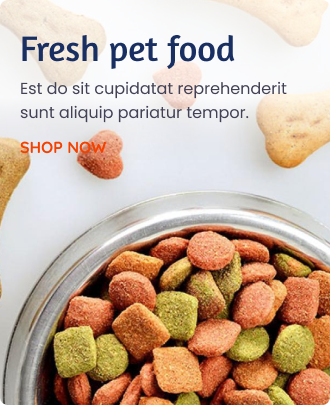 Fresh pet food
Est do sit cupidatat reprehenderit
sunt aliquip pariatur tempor.
SHOP NOW